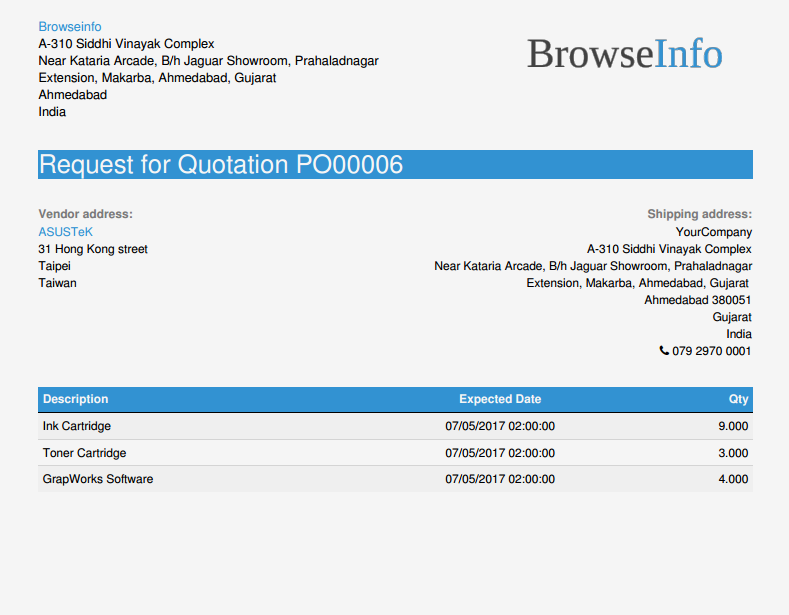 Browseinfo
A-310 Siddhi Vinayak Complex
Near Kataria Arcade, B/h Jaguar Showroom, Prahaladnagar
Extension, Makarba, Ahmedabad, Gujarat
Ahmedabad
India
BrowseInfo
Request for Quotation PO00006
Vendor address:
ASUSTeK
31 Hong Kong street
Taipei
Taiwan
Shipping address:
YourCompany
A-310 Siddhi Vinayak Complex
Near Kataria Arcade, B/h Jaguar Showroom, Prahaladnagar
Extension, Makarba, Ahmedabad, Gujarat
Ahmedabad 380051
Gujarat
India
079 2970 0001
Description Expected Date Qty
Ink Cartridge 07/05/2017 02:00:00 9.000
Toner Cartridge 07/05/2017 02:00:00 3.000
GrapWorks Software 07/05/2017 02:00:00 4.000